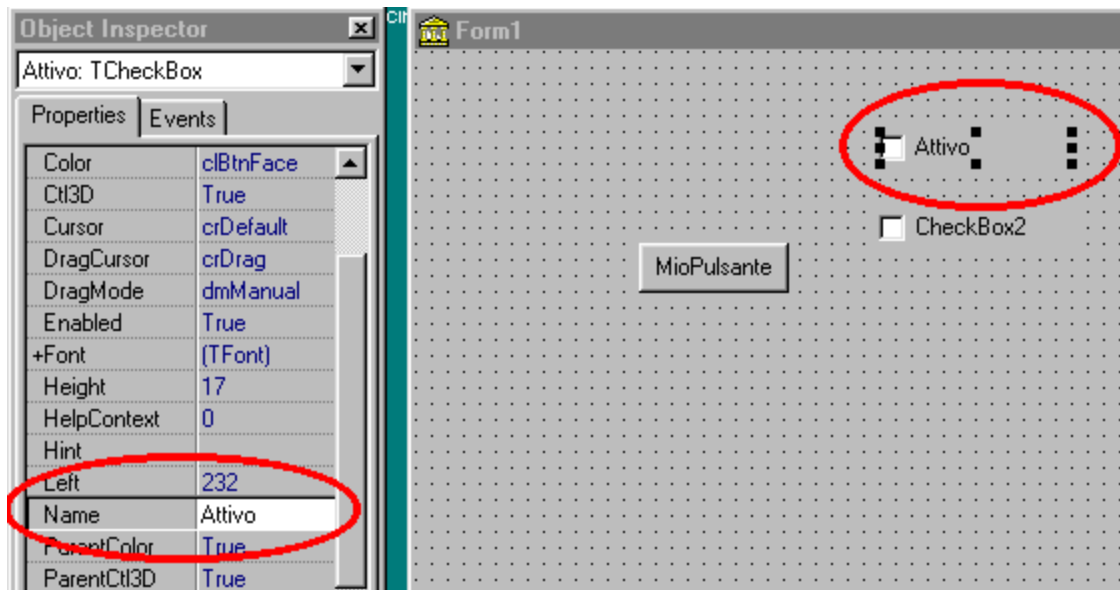 Object Inspector
Attivo: TCheckBox
Properties Events
Color clBtnFace
Ctl3D True
Cursor crDefault
DragCursor crDrag
DragMode dmManual
Enabled True
+Font (TFont)
Height 17
HelpContext 0
Hint
Left 232
Name Attivo
ParentColor True
ParentCtl3D True
Form1
Attivo
CheckBox2
MioPulsante